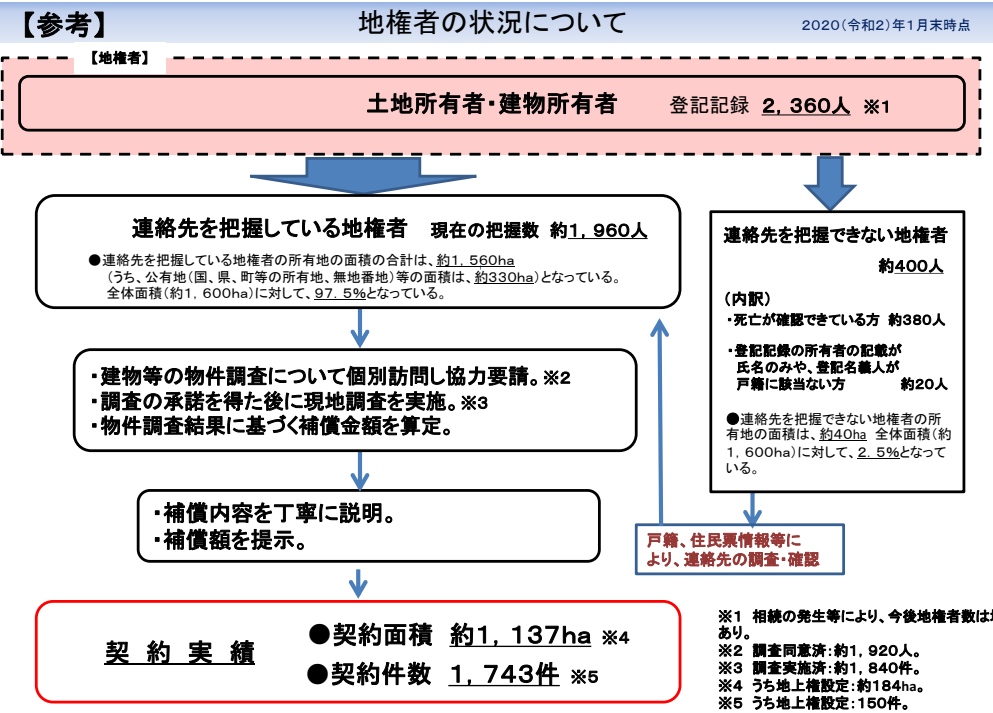 【参考】
地権者の状況について
2020(令和2)年1月末時点
【地権者】
土地所有者・建物所有者 登記記録 2,360人 ※1
連絡先を把握している地権者 現在の把握数 約1,960人
●連絡先を把握している地権者の所有地の面積の合計は、約1,560ha
(うち、公有地(国、県、町等の所有地、無地番地)等の面積は、約330ha)となっている。
全体面積(約1,600ha)に対して、97.5%となっている。
連絡先を把握できない地権者
約400人
(内訳)
・死亡が確認できている方 約380人
・登記記録の所有者の記載が
氏名のみや、登記名義人が
戸籍に該当ない方 約20人
●連絡先を把握できない地権者の所
有地の面積は、約40ha 全体面積(約
1,600ha)に対して、2.5%となって
いる。
・建物等の物件調査について個別訪問し協力要請。※2
・調査の承諾を得た後に現地調査を実施。※3
・物件調査結果に基づく補償金額を算定。
・補償内容を丁寧に説明。
・補償額を提示。
戸籍、住民票情報等に
より、連絡先の調査・確認
契約実績
●契約面積 約1,137ha ※4
●契約件数 1,743件 ※5
※1 相続の発生等により、今後地権者数は
あり。
※2 調査同意済:約1,920人。
※3 調査実施済:約1,840件。
※4 うち地上権設定:約184ha。
※5 うち地上権設定:150件。